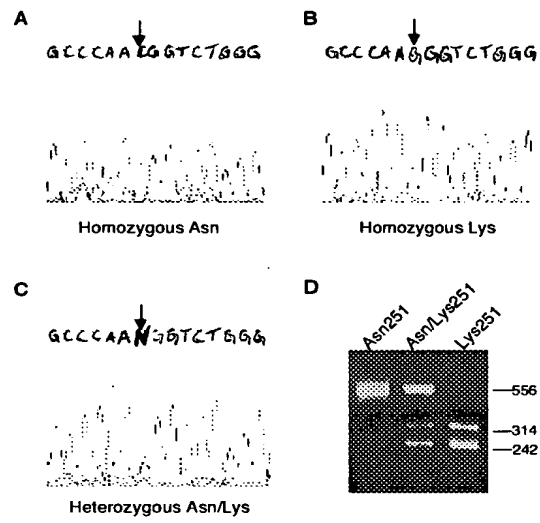 A
GCCCAACGGTCTGGG
Homozygous Asn
B
GCCCAAGGGTCTGGG
Homozygous Lys
C
GCCCAANGGTCTGGG
Heterozygous Asn/Lys
D
Asn251
Asn/Lys251
Lys251
556
314
242